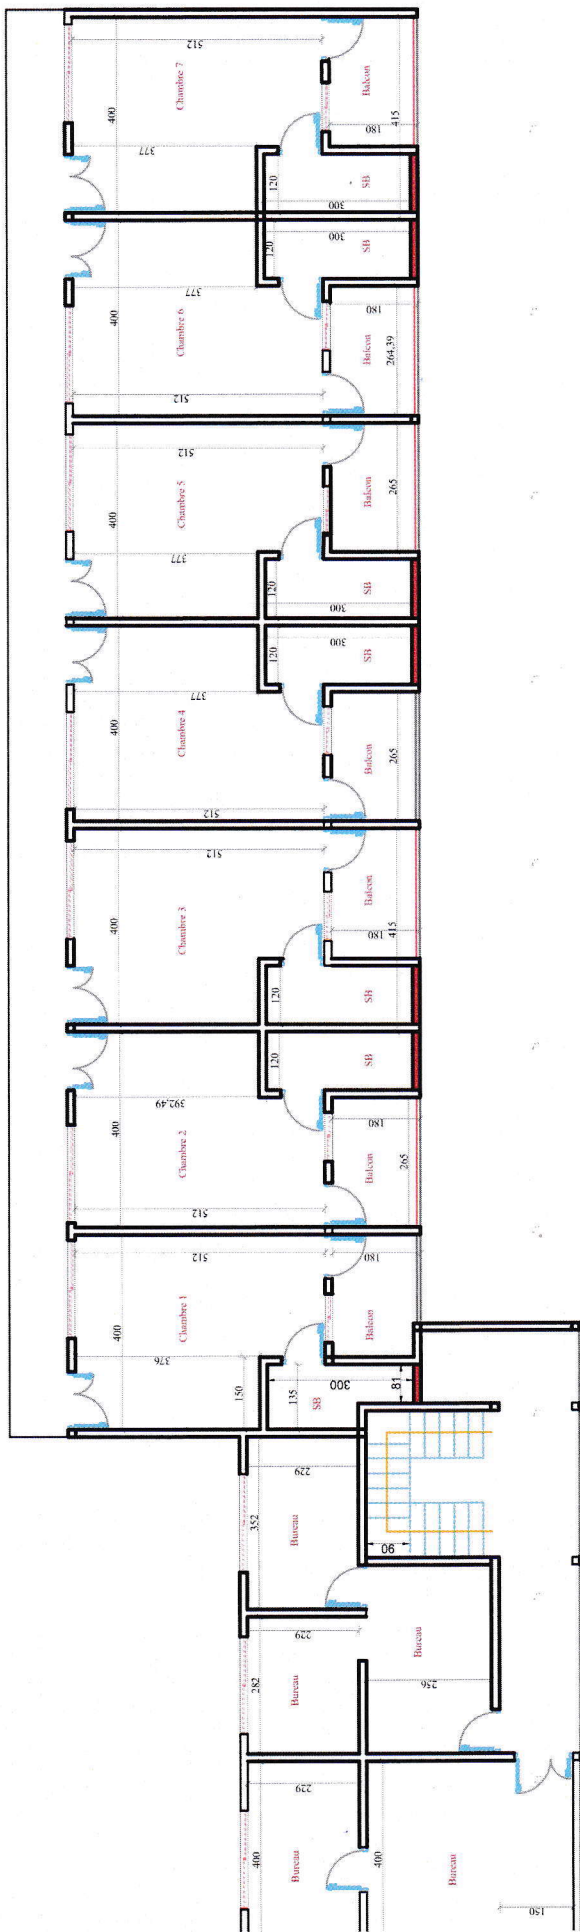 512
Chambre 7
Balcon
400
180
415
377
120
SB
300
300
120
SB
377
180
400
Chambre 6
Balcon
264,39
512
512
400
Chambre 5
Balcon
265
377
120
SB
300
300
120
SB
377
400
Chambre 4
Balcon
265
512
512
400
Chambre 3
Balcon
180
415
120
SB
120
SB
392,49
180
400
Chambre 2
Balcon
265
512
512
180
400
Chambre 1
Balcon
376
150
135
SB
300
81
229
352
Bureau
90
229
282
Bureau
Bureau
256
229
400
Bureau
400
Bureau
150